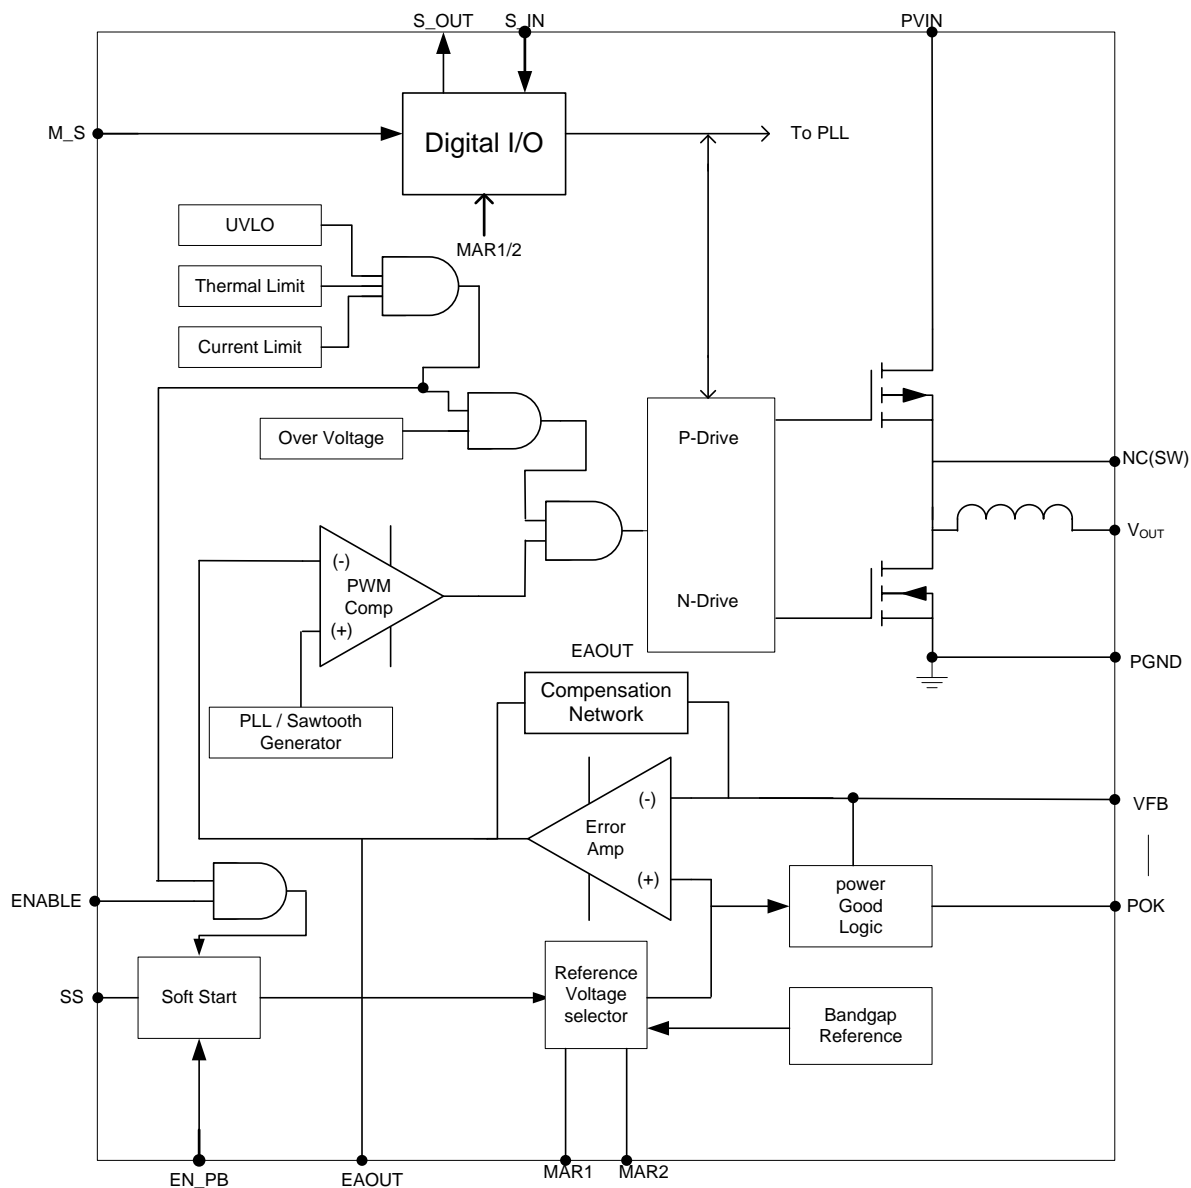 S_OUT
S_IN
PVIN
M_S
Digital I/O
To PLL
MAR1/2
UVLO
Thermal Limit
Current Limit
Over Voltage
P-Drive
NC(SW)
VOUT
(-)
PWM
Comp
(+)
N-Drive
EAOUT
PGND
PLL / Sawtooth
Generator
Compensation
Network
(-)
Error
Amp
(+)
VFB
ENABLE
power
Good
Logic
POK
SS
Soft Start
Reference
Voltage
selector
Bandgap
Reference
EN_PB
EAOUT
MAR1
MAR2